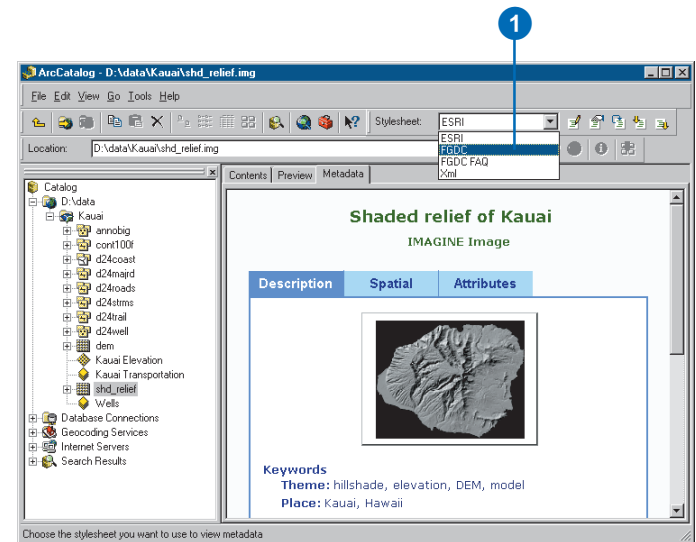 1
ArcCatalog - D:\data\Kauai\shd_relief.img
File Edit View Go Tools Help
Stylesheet: ESRI
ESRI
FGDC
FGDC FAQ
Xml
Location: D:\data\Kauai\shd_relief.img
Contents Preview Metadata
Catalog
D:\data
Kauai
annobig
cont100f
d24coast
d24majrd
d24roads
d24strms
d24trail
d24well
dem
Kauai Elevation
Kauai Transportation
shd_relief
Wells
Database Connections
Geocoding Services
Internet Servers
Search Results
Shaded relief of Kauai
IMAGINE Image
Description Spatial Attributes
Keywords
Theme: hillshade, elevation, DEM, model
Place: Kauai, Hawaii
Choose the stylesheet you want to use to view metadata